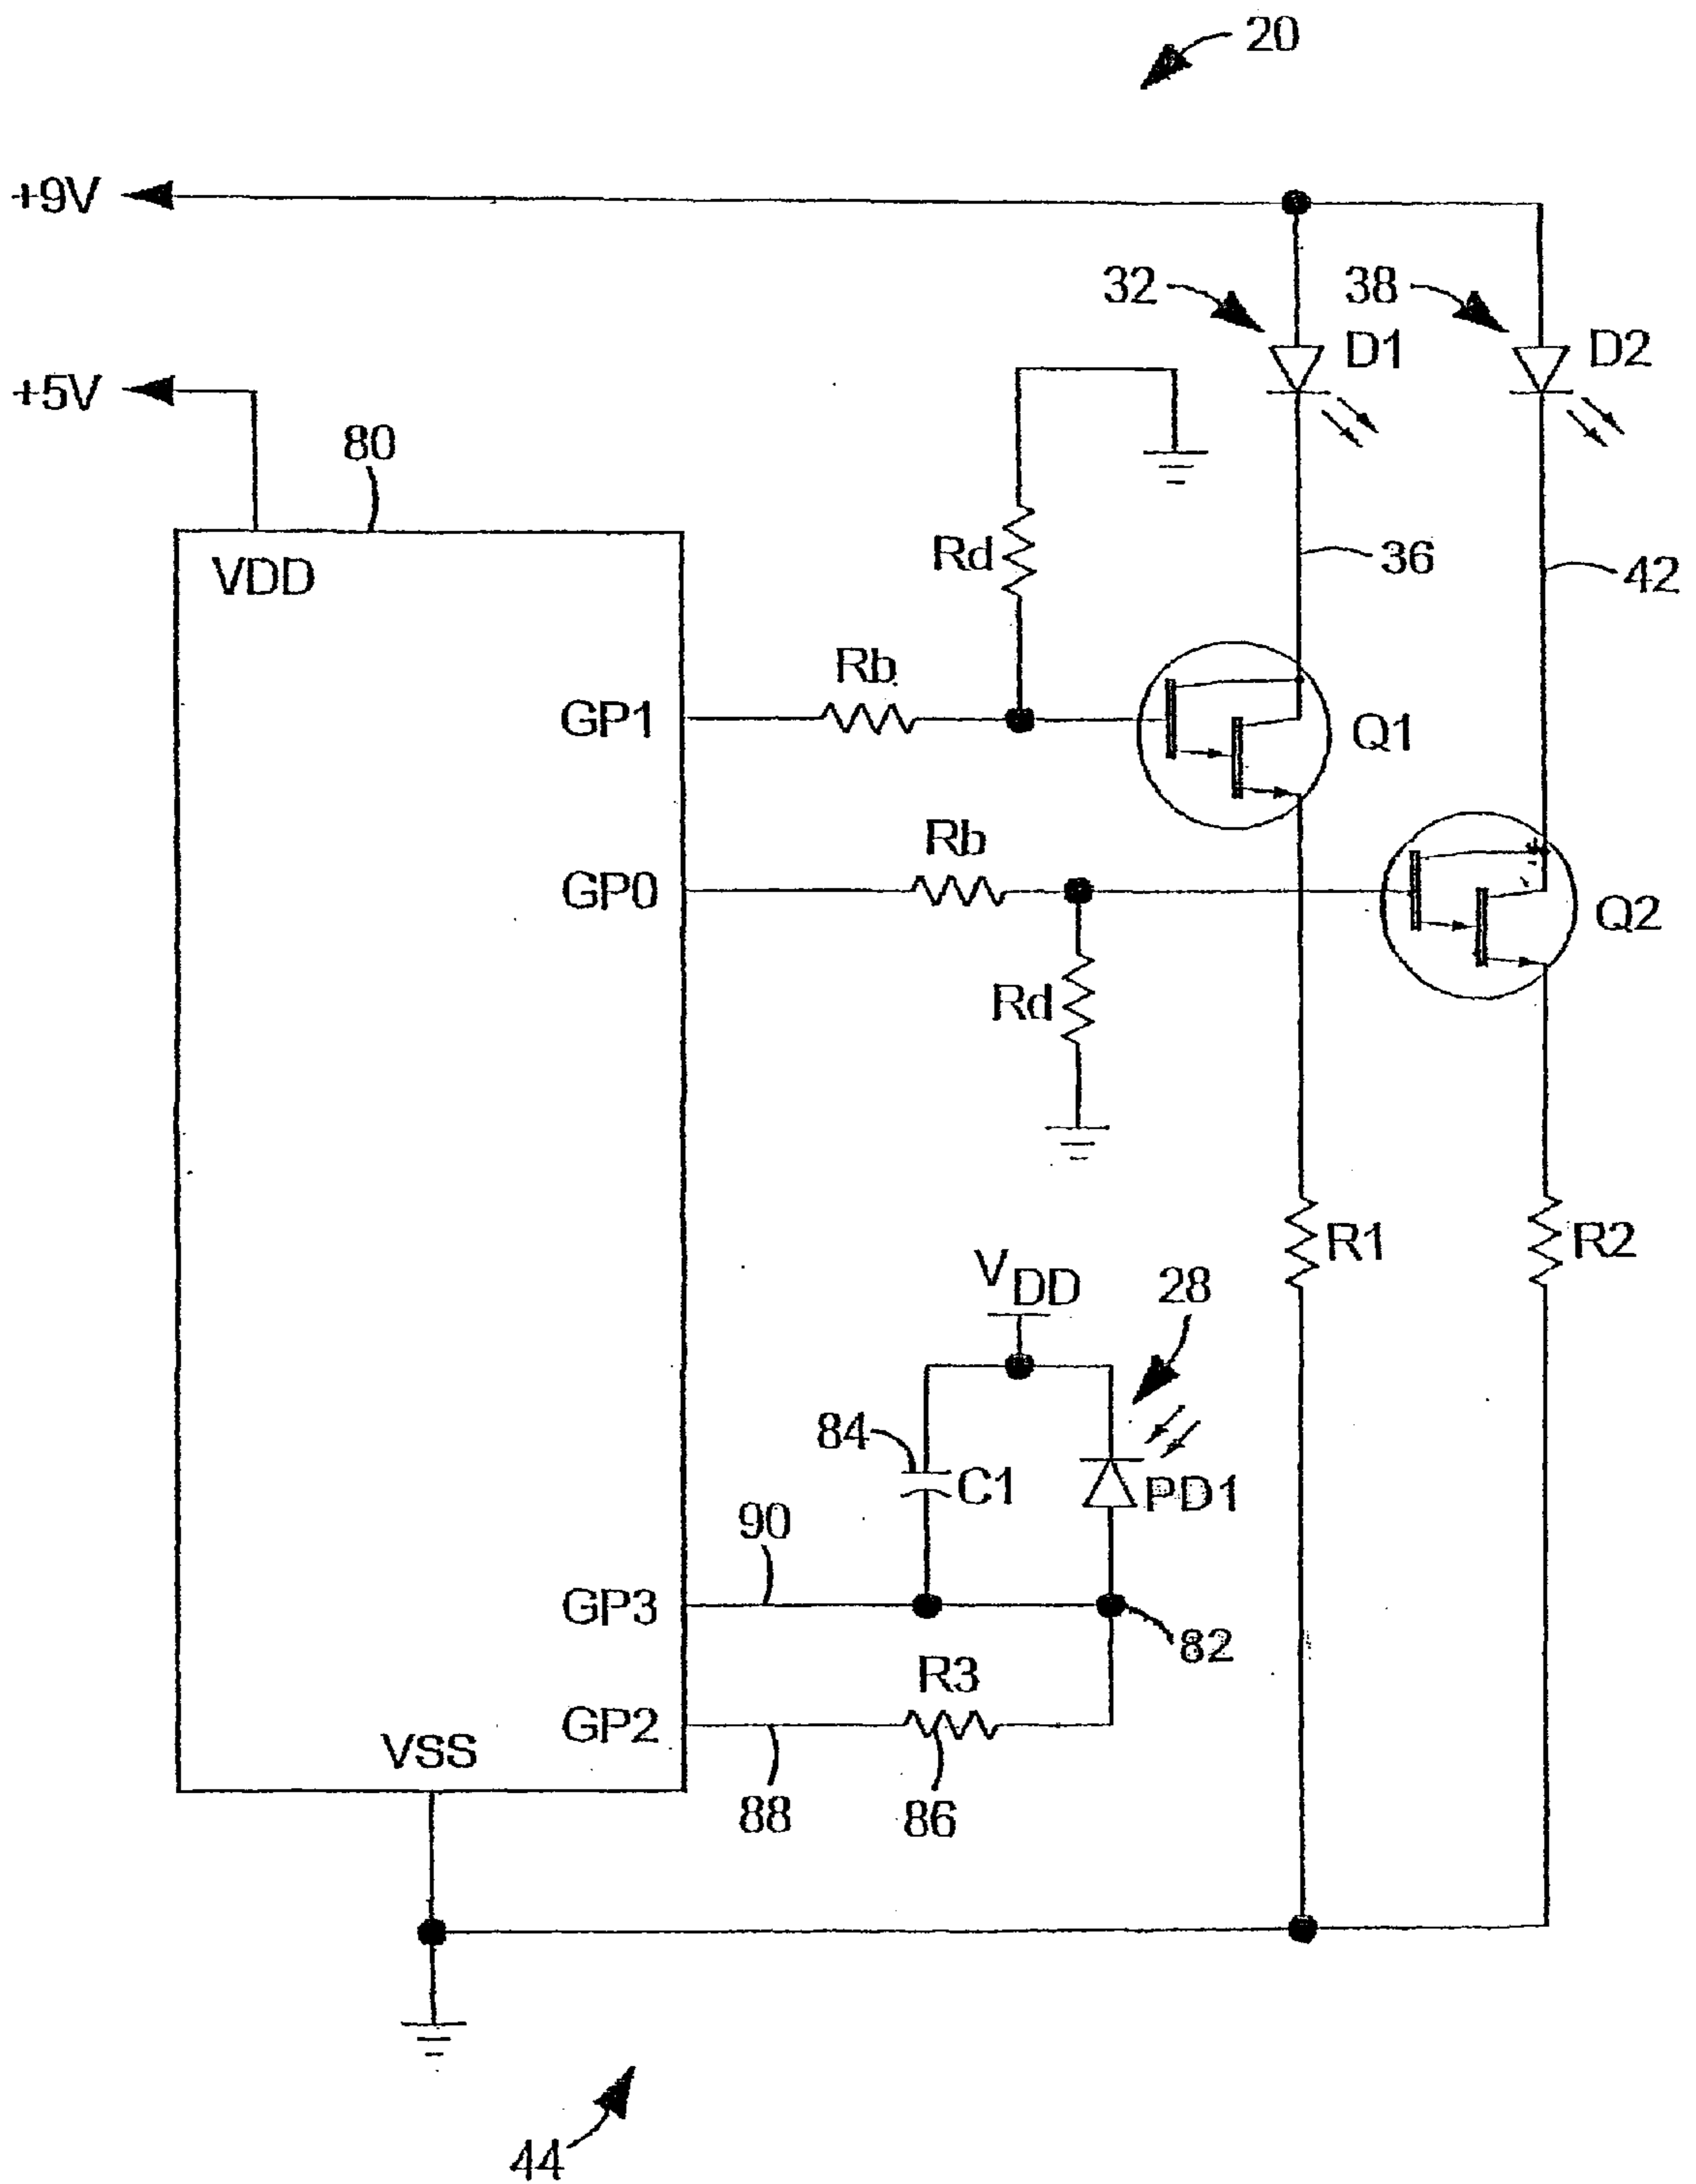 20
+9V
32
38
D1
D2
+5V
80
VDD
Rd
36
42
Rb
GP1
Q1
Rb
GP0
Q2
Rd
R1
R2
VDD
28
84
C1
PD1
90
GP3
82
R3
GP2
VSS
88
86
44